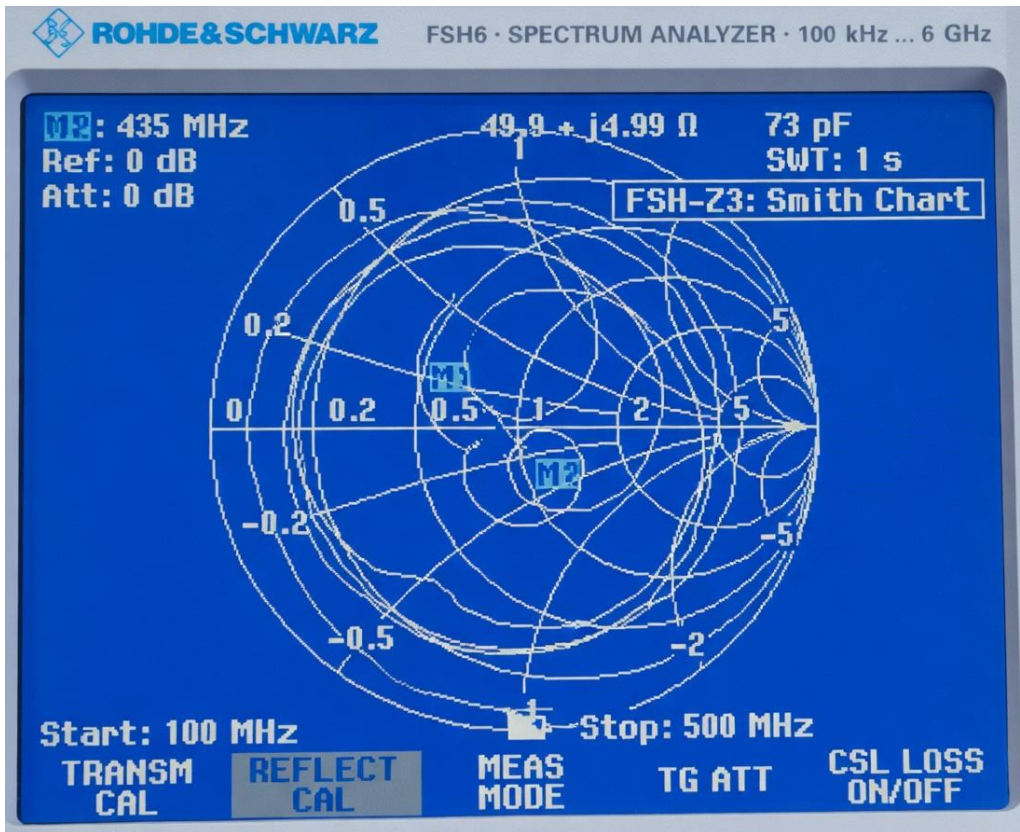 ROHDE&SCHWARZ FSH6 · SPECTRUM ANALYZER · 100 kHz ... 6 GHz
M2: 435 MHz 49.9 + j4.99 Ω 73 pF
Ref: 0 dB SWT: 1 s
Att: 0 dB
FSH-Z3: Smith Chart
1
0.5
0.2 5
M1
0 0.2 0.5 1 2 5
M2
-0.2 -5
-0.5 -2
Start: 100 MHz Stop: 500 MHz
TRANSM CAL
REFLECT CAL
MEAS MODE
TG ATT
CSL LOSS ON/OFF